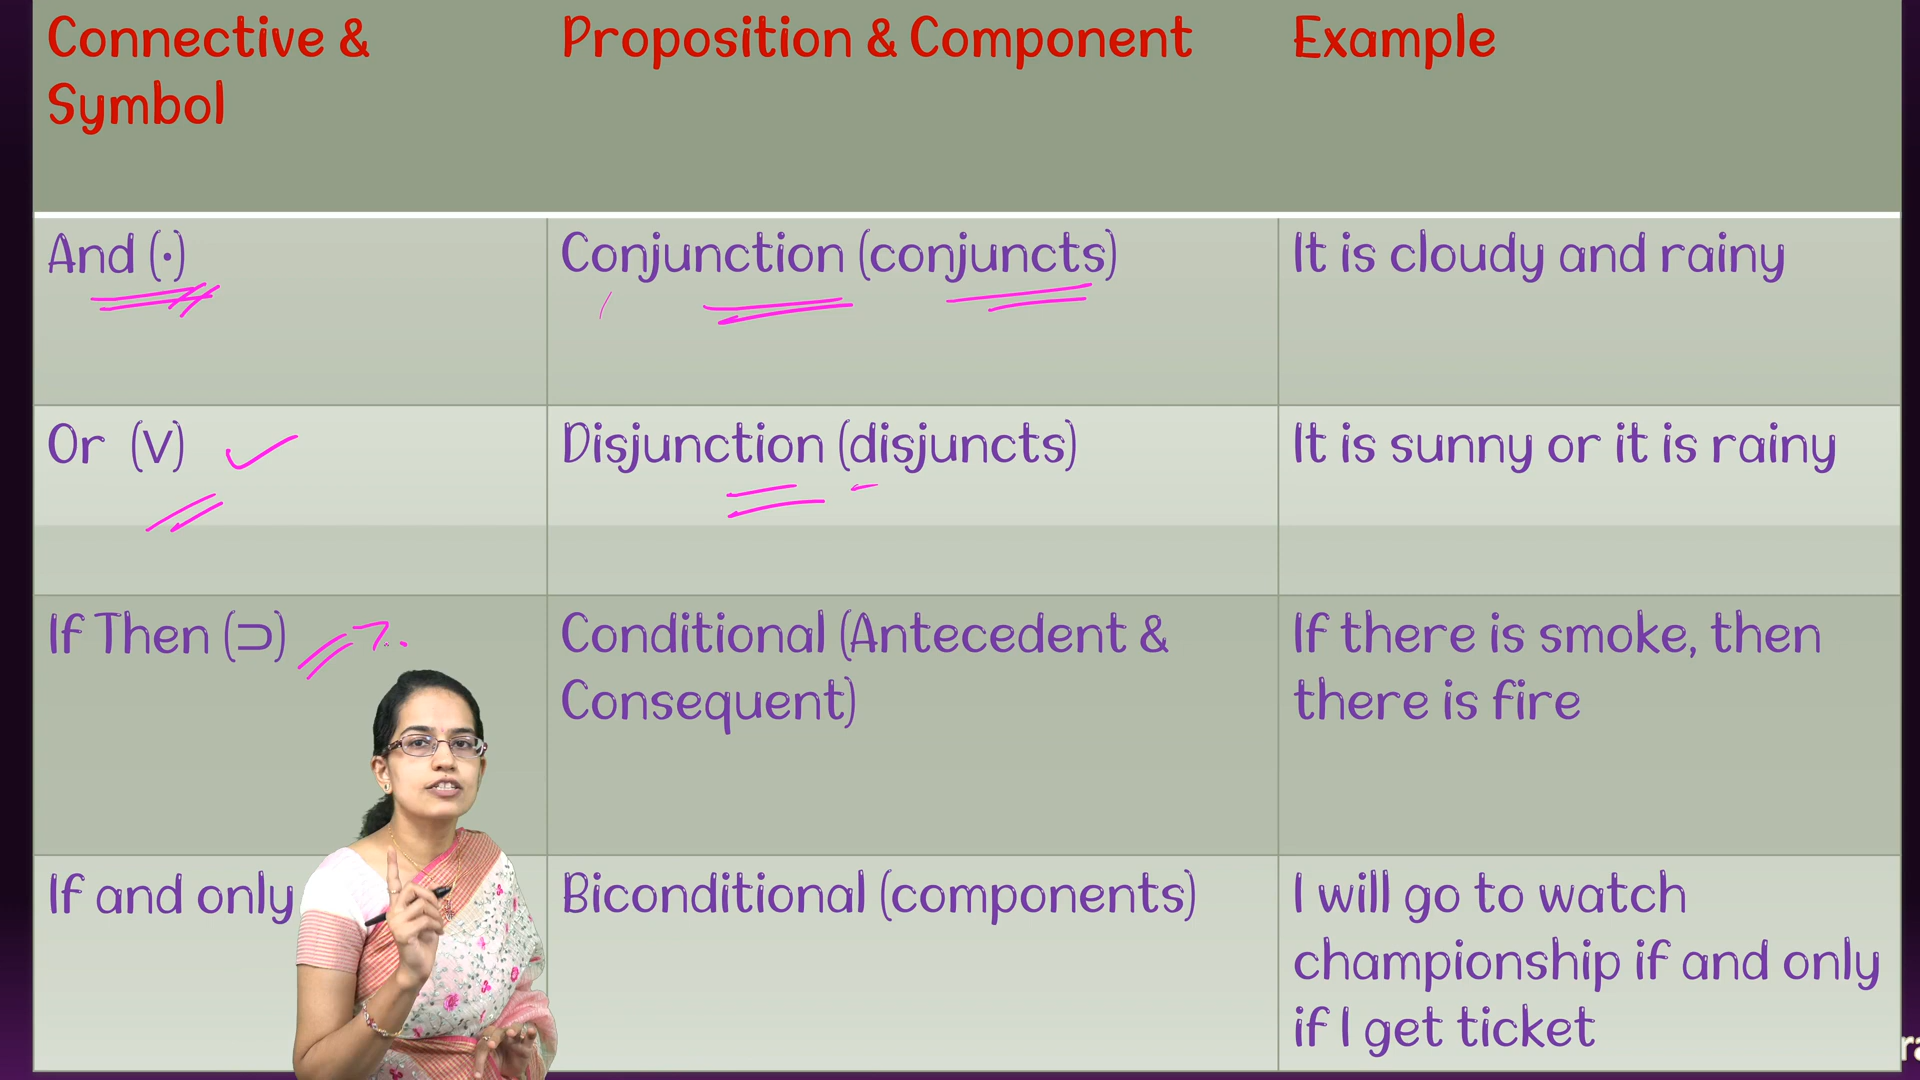 Connective &
Symbol
Proposition & Component
Example
And (·)
Conjunction (conjuncts)
It is cloudy and rainy
Or (V)
Disjunction (disjuncts)
It is sunny or it is rainy
If Then (⊃)
Conditional (Antecedent &
Consequent)
If there is smoke, then
there is fire
If and only
Biconditional (components)
I will go to watch
championship if and only
if I get ticket